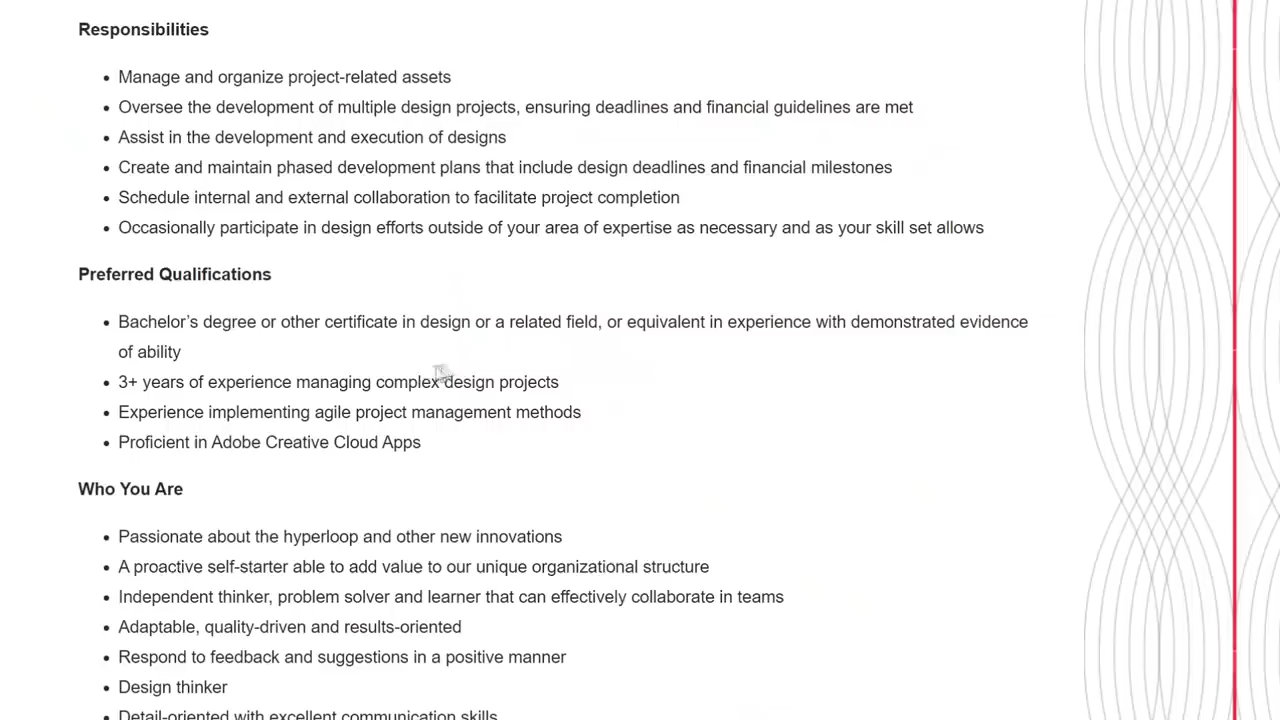 Responsibilities
Manage and organize project-related assets
Oversee the development of multiple design projects, ensuring deadlines and financial guidelines are met
Assist in the development and execution of designs
Create and maintain phased development plans that include design deadlines and financial milestones
Schedule internal and external collaboration to facilitate project completion
Occasionally participate in design efforts outside of your area of expertise as necessary and as your skill set allows
Preferred Qualifications
Bachelor’s degree or other certificate in design or a related field, or equivalent in experience with demonstrated evidence
of ability
3+ years of experience managing complex design projects
Experience implementing agile project management methods
Proficient in Adobe Creative Cloud Apps
Who You Are
Passionate about the hyperloop and other new innovations
A proactive self-starter able to add value to our unique organizational structure
Independent thinker, problem solver and learner that can effectively collaborate in teams
Adaptable, quality-driven and results-oriented
Respond to feedback and suggestions in a positive manner
Design thinker
Detail-oriented with excellent communication skills